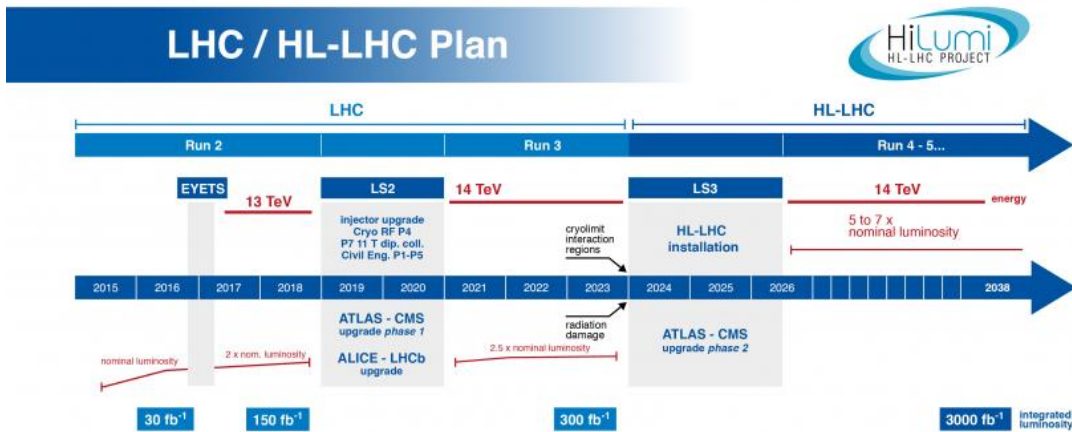 LHC / HL-LHC Plan
HiLumi
HL-LHC PROJECT
LHC
HL-LHC
Run 2
Run 3
Run 4 - 5...
EYETS
13 TeV
LS2
14 TeV
LS3
14 TeV
energy
injector upgrade
Cryo RF P4
P7 11 T dip. coll.
Civil Eng. P1-P5
cryolimit
interaction
regions
HL-LHC
installation
5 to 7 x
nominal luminosity
2015
2016
2017
2018
2019
2020
2021
2022
2023
2024
2025
2026
2038
nominal luminosity
2 x nom. luminosity
ATLAS - CMS
upgrade phase 1
ALICE - LHCb
upgrade
2.5 x nominal luminosity
radiation
damage
ATLAS - CMS
upgrade phase 2
30 fb⁻¹
150 fb⁻¹
300 fb⁻¹
3000 fb⁻¹
integrated
luminosity